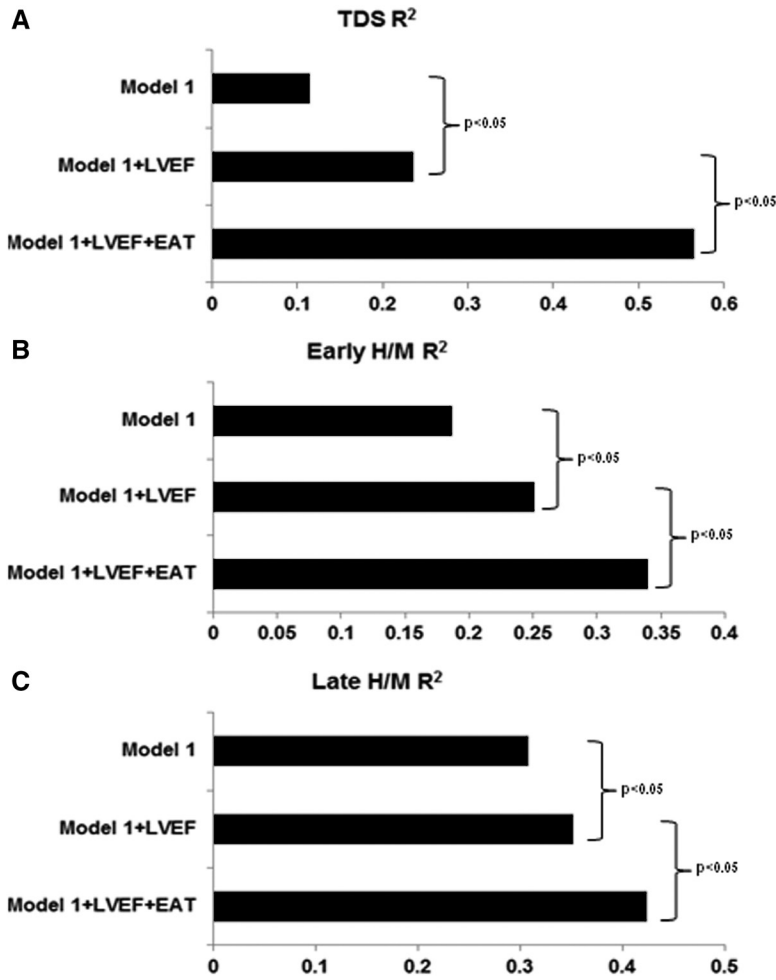 A
TDS R²
Model 1
p<0.05
Model 1+LVEF
p<0.05
Model 1+LVEF+EAT
0 0.1 0.2 0.3 0.4 0.5 0.6
B
Early H/M R²
Model 1
p<0.05
Model 1+LVEF
p<0.05
Model 1+LVEF+EAT
0 0.05 0.1 0.15 0.2 0.25 0.3 0.35 0.4
C
Late H/M R²
Model 1
p<0.05
Model 1+LVEF
p<0.05
Model 1+LVEF+EAT
0 0.1 0.2 0.3 0.4 0.5